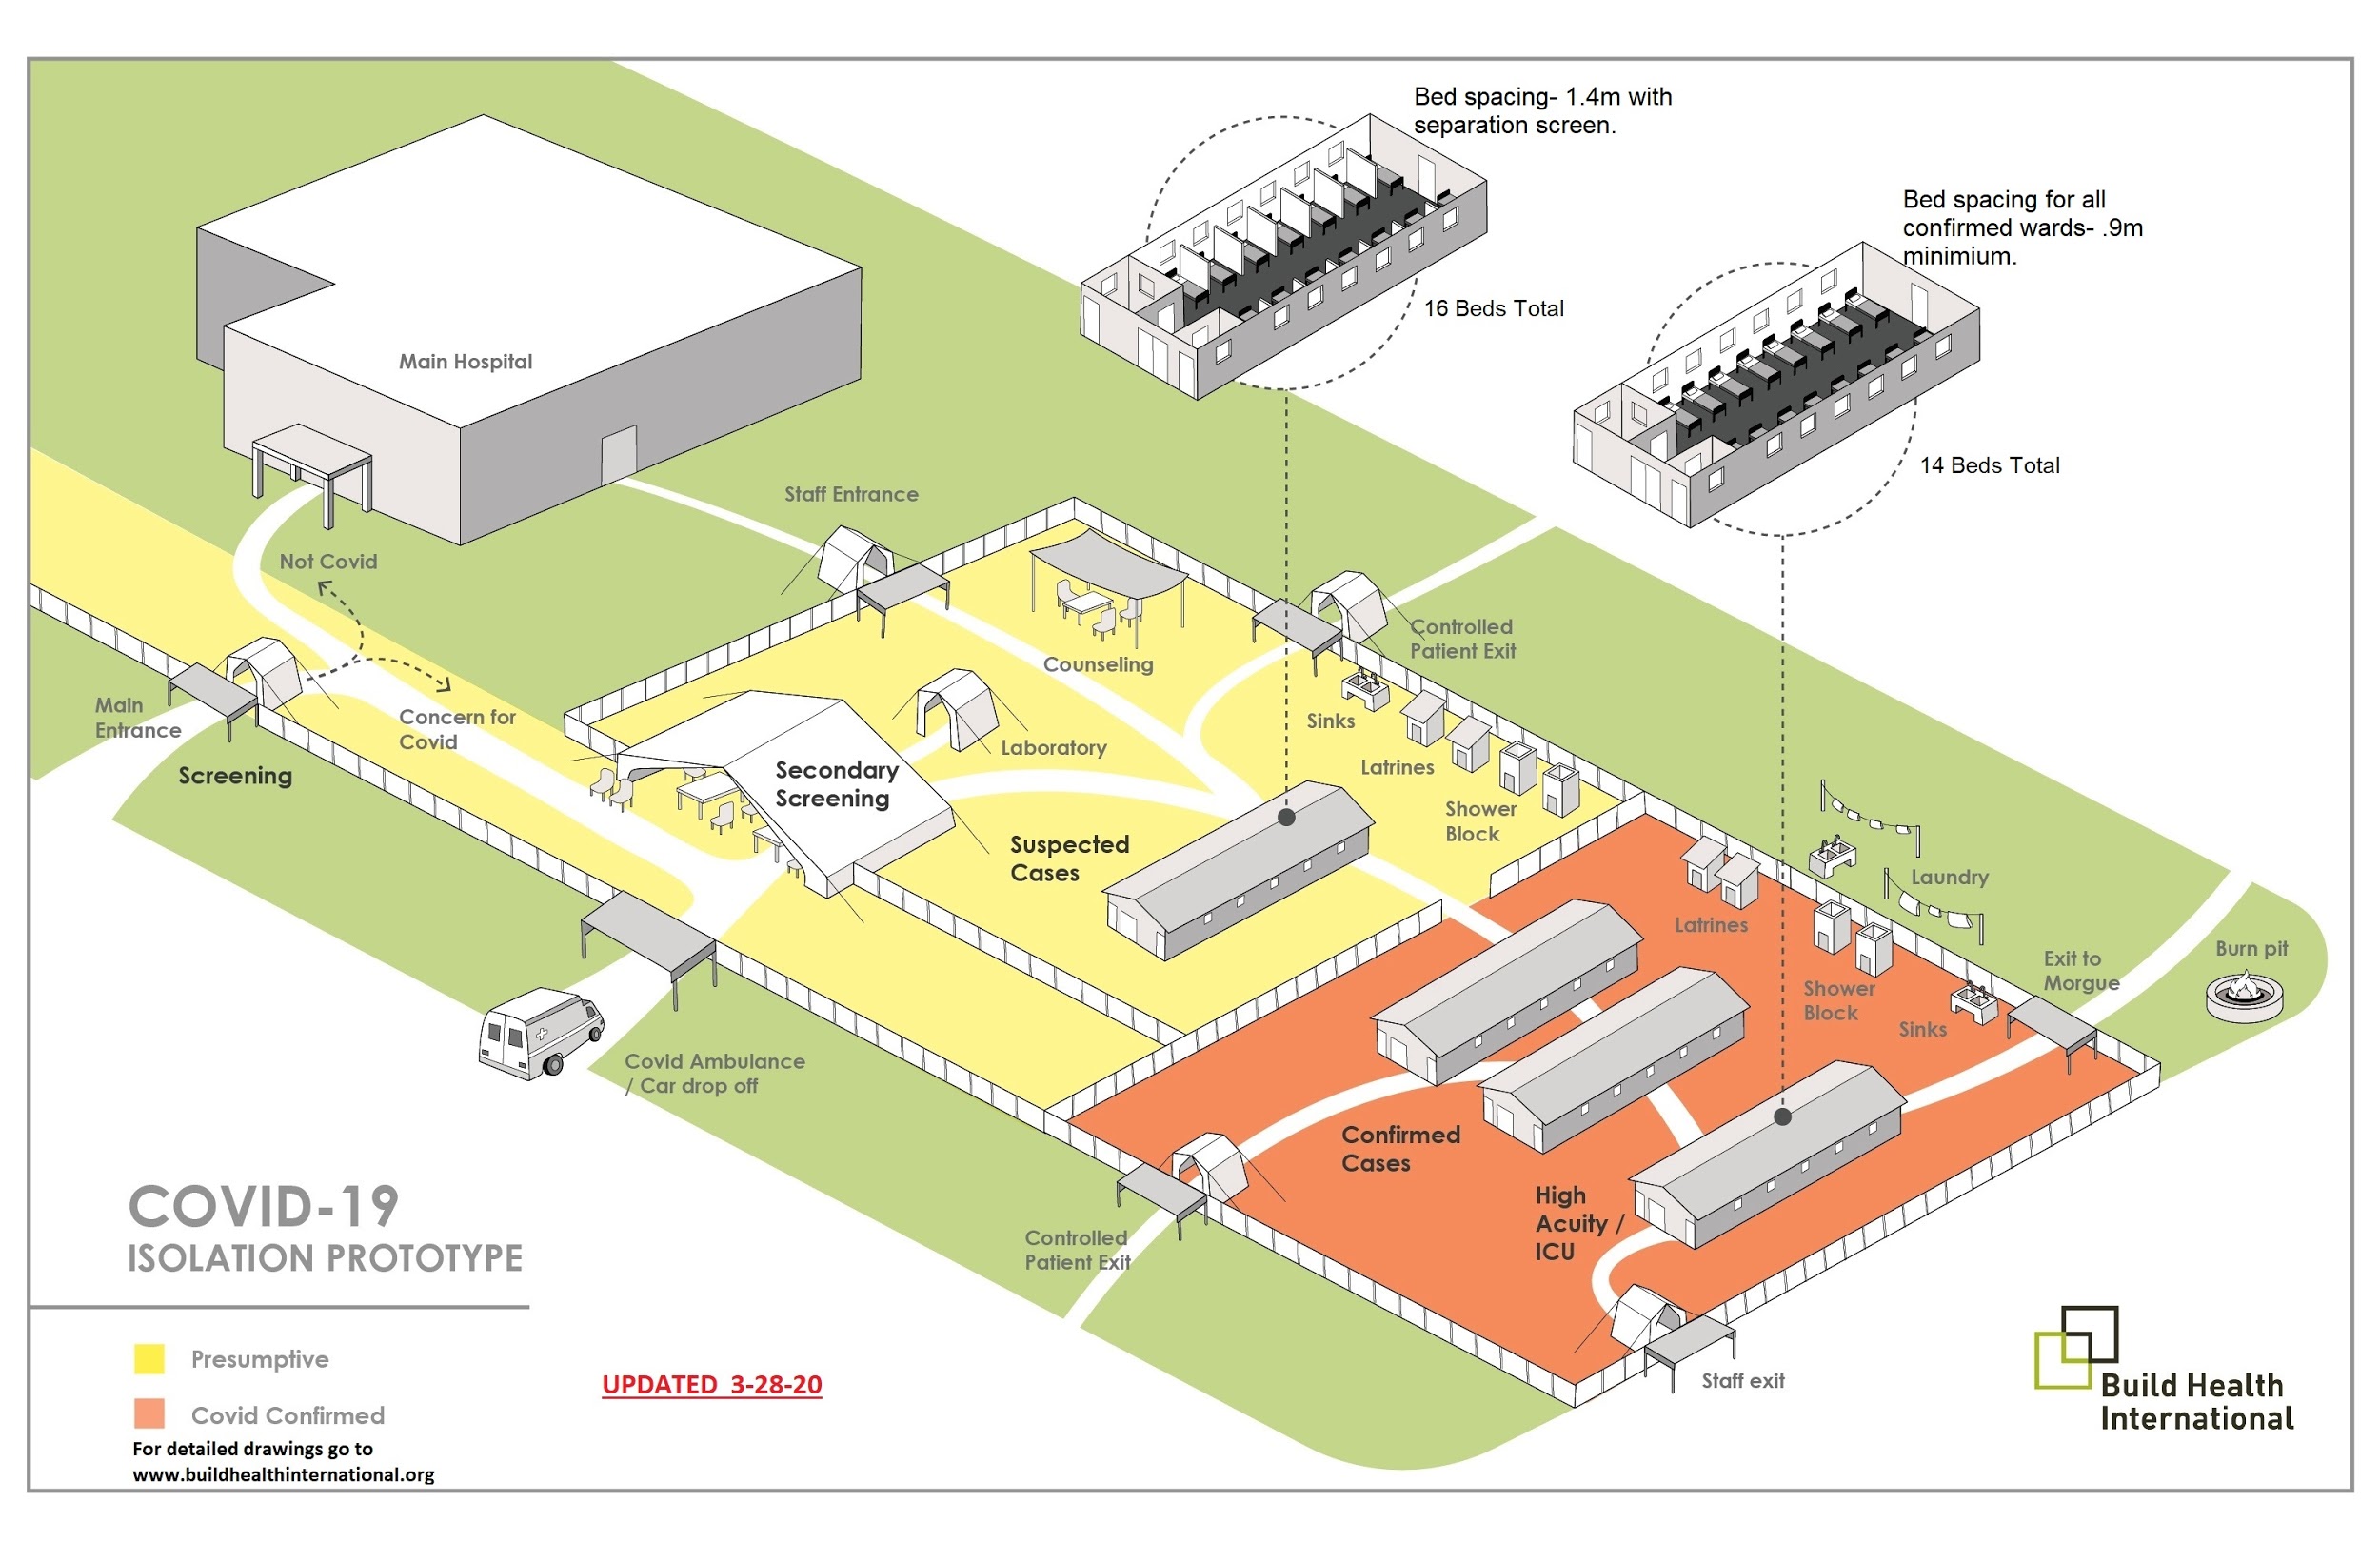 Bed spacing- 1.4m with
separation screen.
16 Beds Total
Bed spacing for all
confirmed wards- .9m
minimium.
14 Beds Total
Main Hospital
Staff Entrance
Not Covid
Main
Entrance
Screening
Concern for
Covid
Counseling
Controlled
Patient Exit
Laboratory
Secondary
Screening
Sinks
Latrines
Shower
Block
Suspected
Cases
Covid Ambulance
/ Car drop off
Latrines
Laundry
Shower
Block
Sinks
Exit to
Morgue
Burn pit
Confirmed
Cases
High
Acuity /
ICU
Controlled
Patient Exit
Staff exit
COVID-19
ISOLATION PROTOTYPE
Presumptive
Covid Confirmed
For detailed drawings go to
www.buildhealthinternational.org
UPDATED 3-28-20
Build Health
International